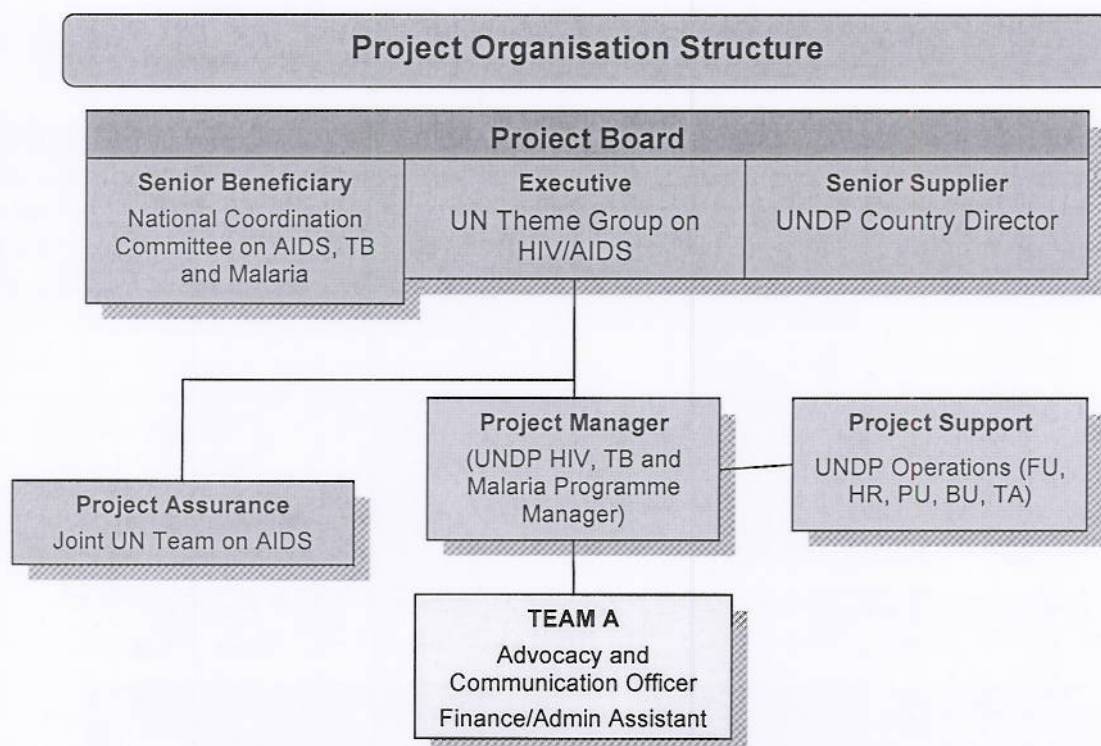 Project Organisation Structure
Project Board
Senior Beneficiary
National Coordination
Committee on AIDS, TB
and Malaria
Executive
UN Theme Group on
HIV/AIDS
Senior Supplier
UNDP Country Director
Project Manager
(UNDP HIV, TB and
Malaria Programme
Manager)
Project Support
UNDP Operations (FU,
HR, PU, BU, TA)
Project Assurance
Joint UN Team on AIDS
TEAM A
Advocacy and
Communication Officer
Finance/Admin Assistant